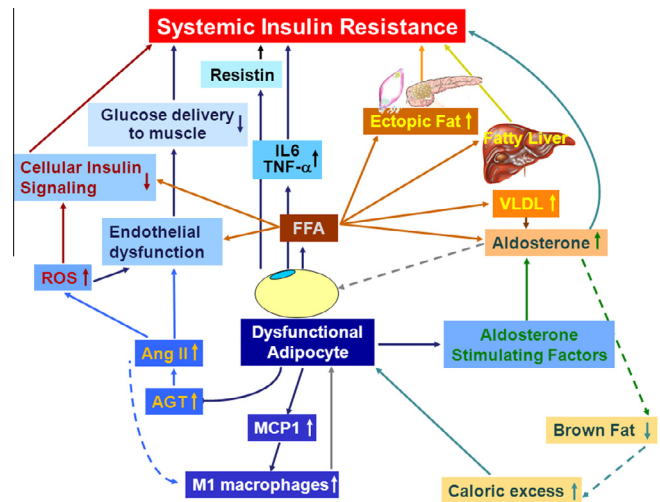 Systemic Insulin Resistance
Resistin
Glucose delivery
to muscle ↓
Ectopic Fat ↑
Fatty Liver
IL6
TNF-α ↑
Cellular Insulin
Signaling ↓
VLDL ↑
Endothelial
dysfunction
FFA
Aldosterone ↑
ROS ↑
Dysfunctional
Adipocyte
Aldosterone
Stimulating Factors
Ang II ↑
AGT ↑
MCP1 ↑
Brown Fat ↓
M1 macrophages ↑
Caloric excess ↑